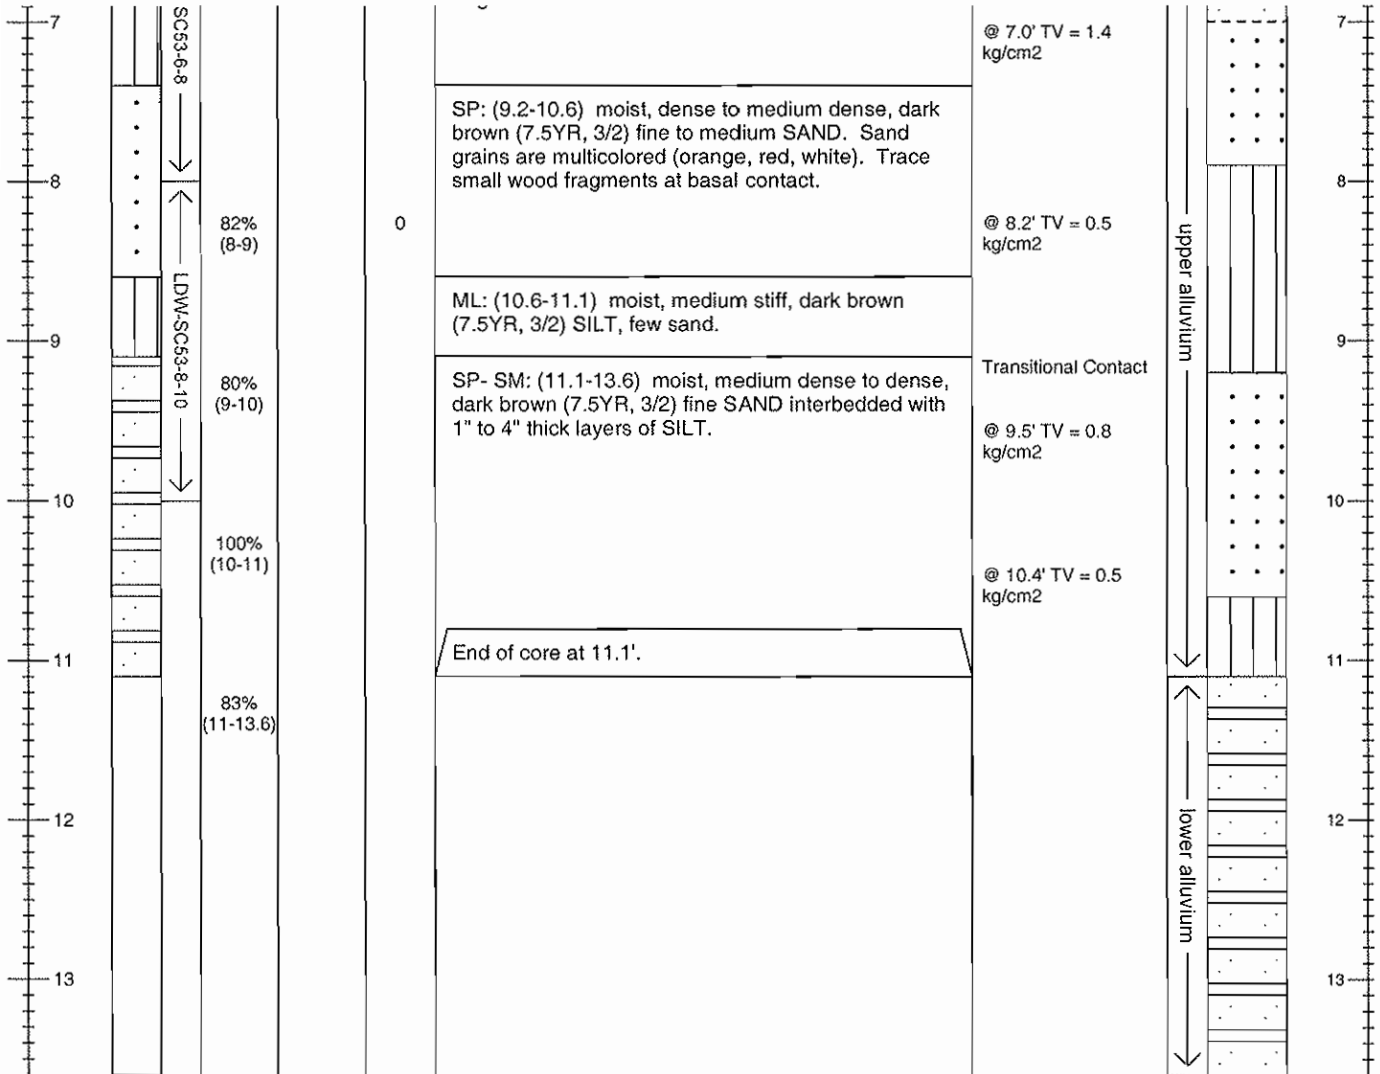 7
SC53-6-8
@ 7.0' TV = 1.4
kg/cm2
7
SP: (9.2-10.6) moist, dense to medium dense, dark
brown (7.5YR, 3/2) fine to medium SAND. Sand
grains are multicolored (orange, red, white). Trace
small wood fragments at basal contact.
8
82%
(8-9)
0
@ 8.2' TV = 0.5
kg/cm2
upper alluvium
8
LDW-SC53-8-10
ML: (10.6-11.1) moist, medium stiff, dark brown
(7.5YR, 3/2) SILT, few sand.
9
9
80%
(9-10)
SP- SM: (11.1-13.6) moist, medium dense to dense,
dark brown (7.5YR, 3/2) fine SAND interbedded with
1" to 4" thick layers of SILT.
Transitional Contact
@ 9.5' TV = 0.8
kg/cm2
10
10
100%
(10-11)
@ 10.4' TV = 0.5
kg/cm2
11
End of core at 11.1'.
11
83%
(11-13.6)
12
lower alluvium
12
13
13